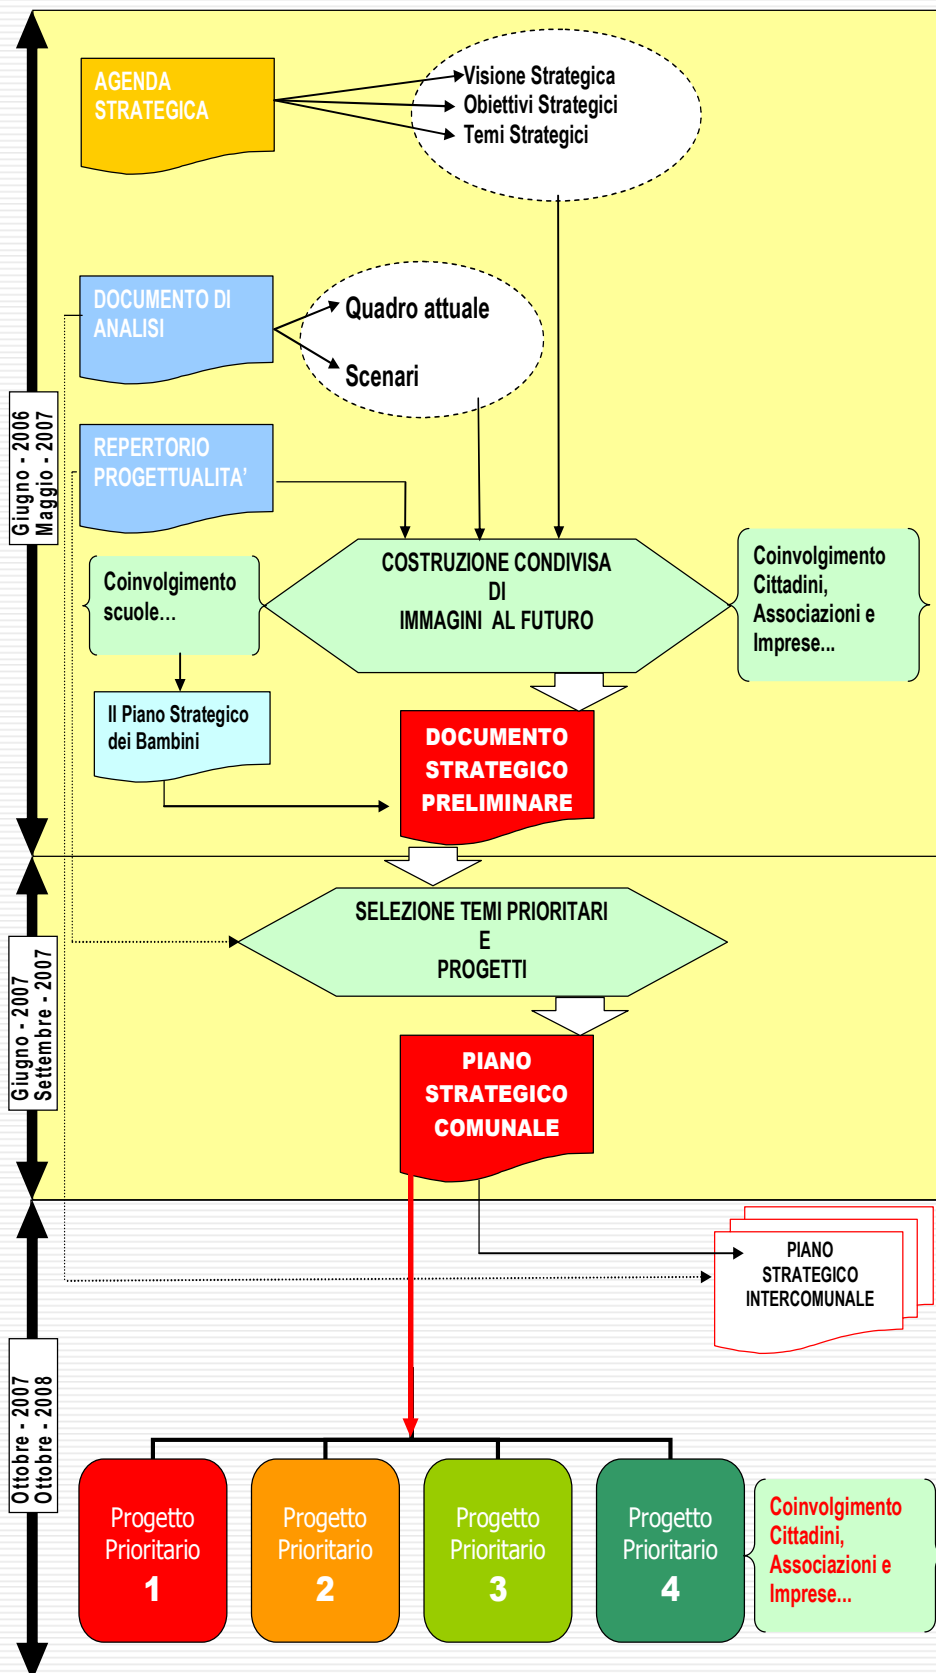 AGENDA
STRATEGICA
Visione Strategica
Obiettivi Strategici
Temi Strategici
DOCUMENTO DI
ANALISI
Quadro attuale
Scenari
Giugno - 2006
Maggio - 2007
REPERTORIO
PROGETTUALITA’
COSTRUZIONE CONDIVISA
DI
IMMAGINI AL FUTURO
Coinvolgimento
scuole...
Coinvolgimento
Cittadini,
Associazioni e
Imprese...
Il Piano Strategico
dei Bambini
DOCUMENTO
STRATEGICO
PRELIMINARE
Giugno - 2007
Settembre - 2007
SELEZIONE TEMI PRIORITARI
E
PROGETTI
PIANO
STRATEGICO
COMUNALE
PIANO
STRATEGICO
INTERCOMUNALE
Ottobre - 2007
Ottobre - 2008
Progetto
Prioritario
1
Progetto
Prioritario
2
Progetto
Prioritario
3
Progetto
Prioritario
4
Coinvolgimento
Cittadini,
Associazioni e
Imprese...